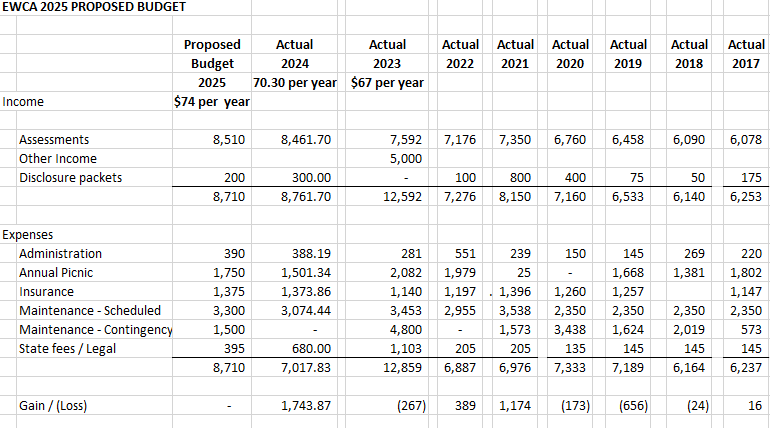 EWCA 2025 PROPOSED BUDGET
Proposed Actual Actual Actual Actual Actual Actual Actual Actual
Budget 2024 2023 2022 2021 2020 2019 2018 2017
2025 70.30 per year $67 per year
Income $74 per year
Assessments 8,510 8,461.70 7,592 7,176 7,350 6,760 6,458 6,090 6,078
Other Income 5,000
Disclosure packets 200 300.00 - 100 800 400 75 50 175
8,710 8,761.70 12,592 7,276 8,150 7,160 6,533 6,140 6,253
Expenses
Administration 390 388.19 281 551 239 150 145 269 220
Annual Picnic 1,750 1,501.34 2,082 1,979 25 - 1,668 1,381 1,802
Insurance 1,375 1,373.86 1,140 1,197 . 1,396 1,260 1,257 1,147
Maintenance - Scheduled 3,300 3,074.44 3,453 2,955 3,538 2,350 2,350 2,350 2,350
Maintenance - Contingency 1,500 - 4,800 - 1,573 3,438 1,624 2,019 573
State fees / Legal 395 680.00 1,103 205 205 135 145 145 145
8,710 7,017.83 12,859 6,887 6,976 7,333 7,189 6,164 6,237
Gain / (Loss) - 1,743.87 (267) 389 1,174 (173) (656) (24) 16